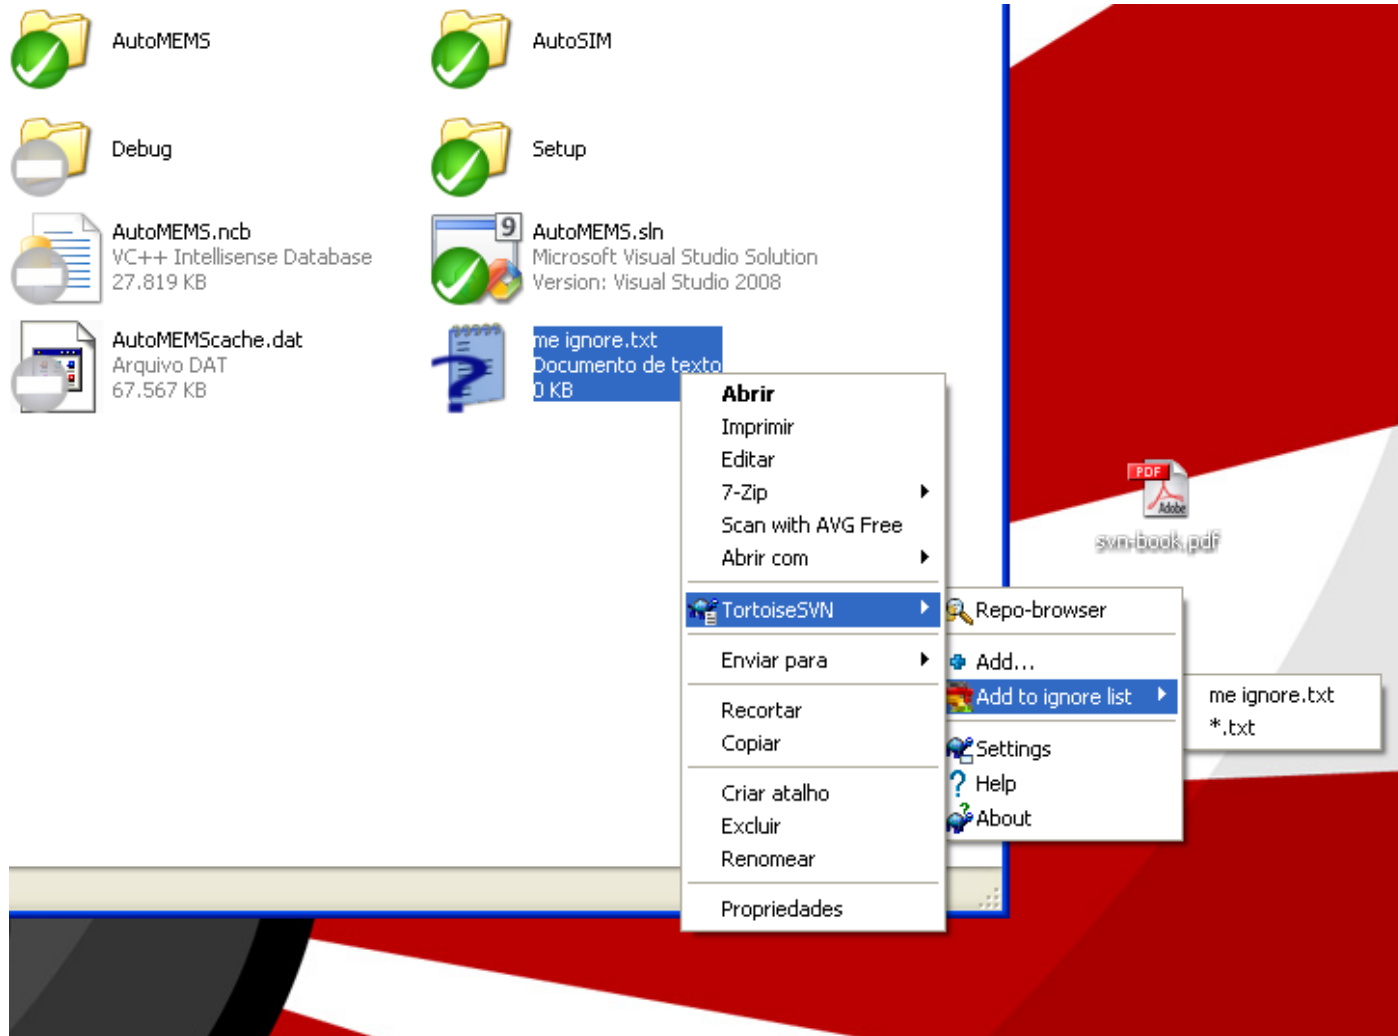 AutoMEMS
AutoSIM
Debug
Setup
AutoMEMS.ncb
VC++ Intellisense Database
27.819 KB
9
AutoMEMS.sln
Microsoft Visual Studio Solution
Version: Visual Studio 2008
AutoMEMScache.dat
Arquivo DAT
67.567 KB
me ignore.txt
Documento de texto
0 KB
Abrir
Imprimir
Editar
7-Zip
Scan with AVG Free
Abrir com
TortoiseSVN
Enviar para
Recortar
Copiar
Criar atalho
Excluir
Renomear
Propriedades
Repo-browser
Add...
Add to ignore list
Settings
Help
About
me ignore.txt
*.txt
PDF
Adobe
svn-book.pdf